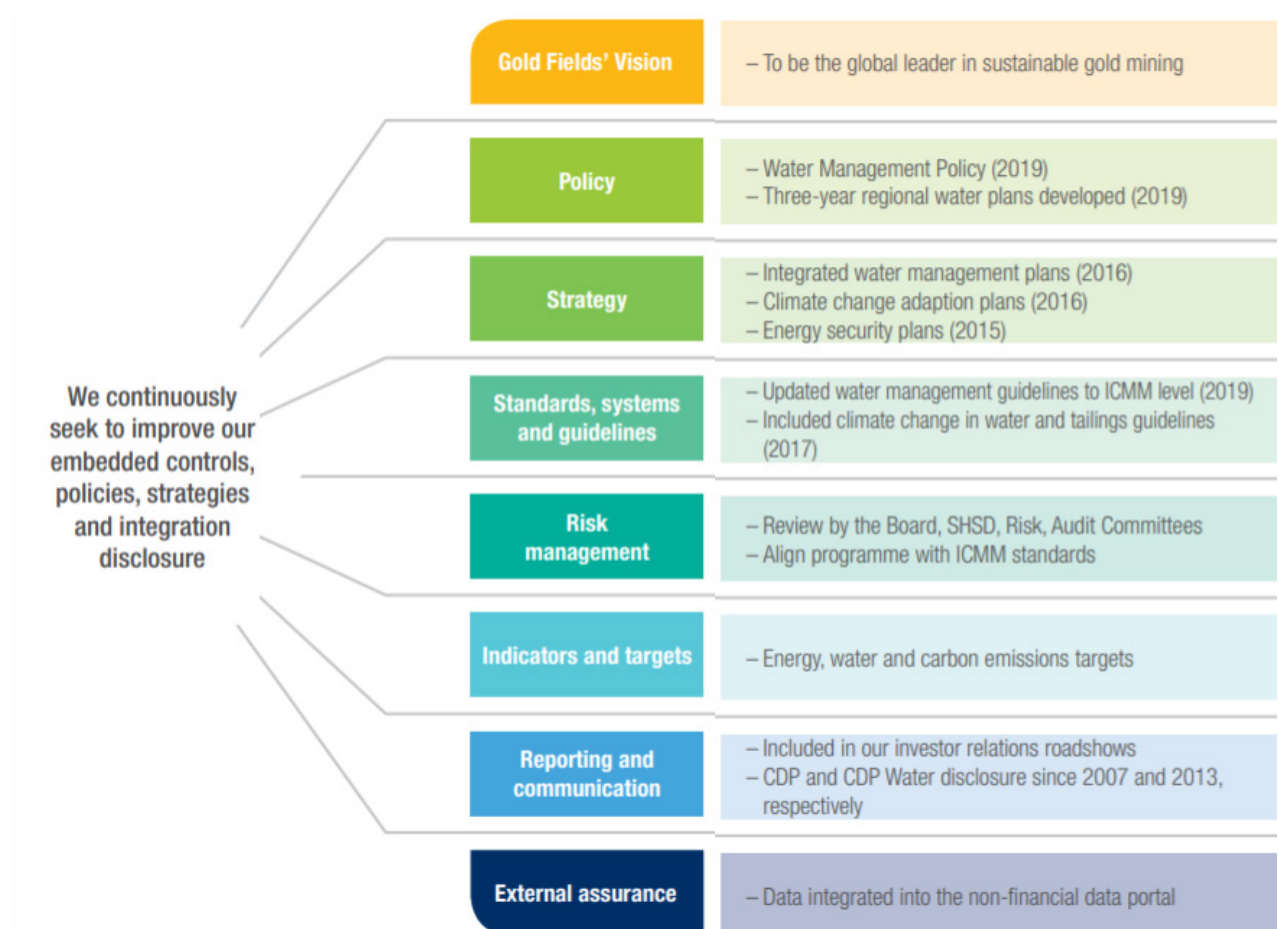 Gold Fields' Vision
– To be the global leader in sustainable gold mining
Policy
– Water Management Policy (2019)
– Three-year regional water plans developed (2019)
Strategy
– Integrated water management plans (2016)
– Climate change adaption plans (2016)
– Energy security plans (2015)
We continuously
seek to improve our
embedded controls,
policies, strategies
and integration
disclosure
Standards, systems
and guidelines
– Updated water management guidelines to ICMM level (2019)
– Included climate change in water and tailings guidelines
(2017)
Risk
management
– Review by the Board, SHSD, Risk, Audit Committees
– Align programme with ICMM standards
Indicators and targets
– Energy, water and carbon emissions targets
Reporting and
communication
– Included in our investor relations roadshows
– CDP and CDP Water disclosure since 2007 and 2013,
respectively
External assurance
– Data integrated into the non-financial data portal